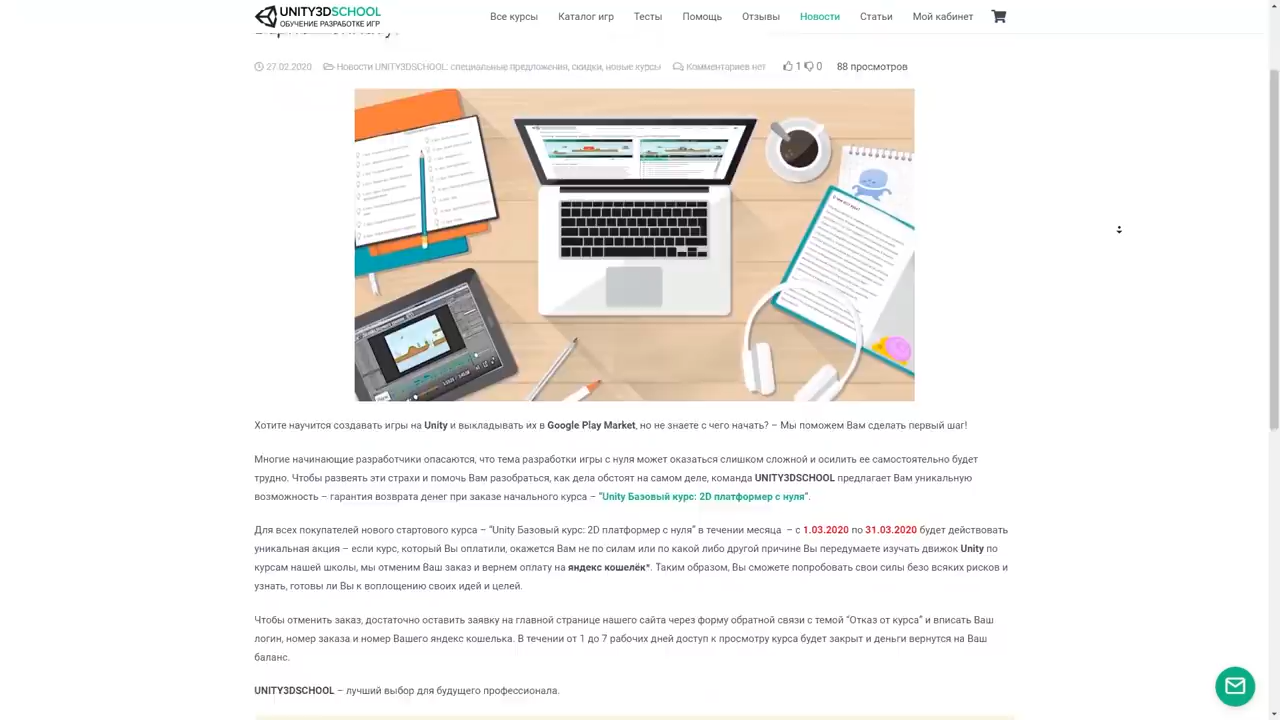 UNITY3DSCHOOL
ОБУЧЕНИЕ РАЗРАБОТКЕ ИГР
Все курсы Каталог игр Тесты Помощь Отзывы Новости Статьи Мой кабинет
27.02.2020 Новости UNITY3DSCHOOL: специальные предложения, скидки, новые курсы Комментариев нет 1 0 88 просмотров
Хотите научится создавать игры на Unity и выкладывать их в Google Play Market, но не знаете с чего начать? – Мы поможем Вам сделать первый шаг!
Многие начинающие разработчики опасаются, что тема разработки игры с нуля может оказаться слишком сложной и осилить ее самостоятельно будет
трудно. Чтобы развеять эти страхи и помочь Вам разобраться, как дела обстоят на самом деле, команда UNITY3DSCHOOL предлагает Вам уникальную
возможность – гарантия возврата денег при заказе начального курса – “Unity Базовый курс: 2D платформер с нуля”.
Для всех покупателей нового стартового курса – “Unity Базовый курс: 2D платформер с нуля” в течении месяца – с 1.03.2020 по 31.03.2020 будет действовать
уникальная акция – если курс, который Вы оплатили, окажется Вам не по силам или по какой либо другой причине Вы передумаете изучать движок Unity по
курсам нашей школы, мы отменим Ваш заказ и вернем оплату на яндекс кошелёк*. Таким образом, Вы сможете попробовать свои силы безо всяких рисков и
узнать, готовы ли Вы к воплощению своих идей и целей.
Чтобы отменить заказ, достаточно оставить заявку на главной странице нашего сайта через форму обратной связи с темой “Отказ от курса” и вписать Ваш
логин, номер заказа и номер Вашего яндекс кошелька. В течении от 1 до 7 рабочих дней доступ к просмотру курса будет закрыт и деньги вернутся на Ваш
баланс.
UNITY3DSCHOOL – лучший выбор для будущего профессионала.